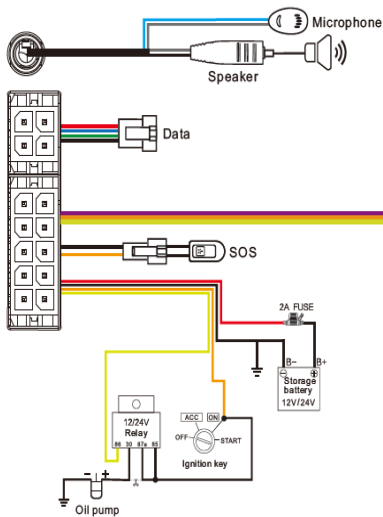 Microphone
Speaker
Data
SOS
2A FUSE
B- B+
Storage
battery
12V/24V
12/24V
Relay
86 30 87a 85
ACC ON
OFF START
Ignition key
- +
Oil pump